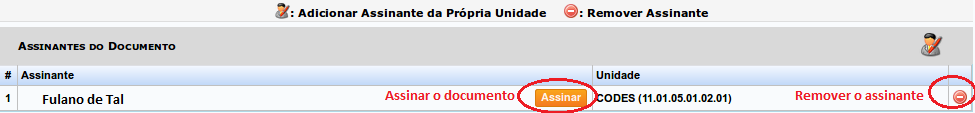 : Adicionar Assinante da Própria Unidade : Remover Assinante
Assinantes do Documento
# Assinante Unidade
1 Fulano de Tal Assinar o documento Assinar CODES (11.01.05.01.02.01) Remover o assinante